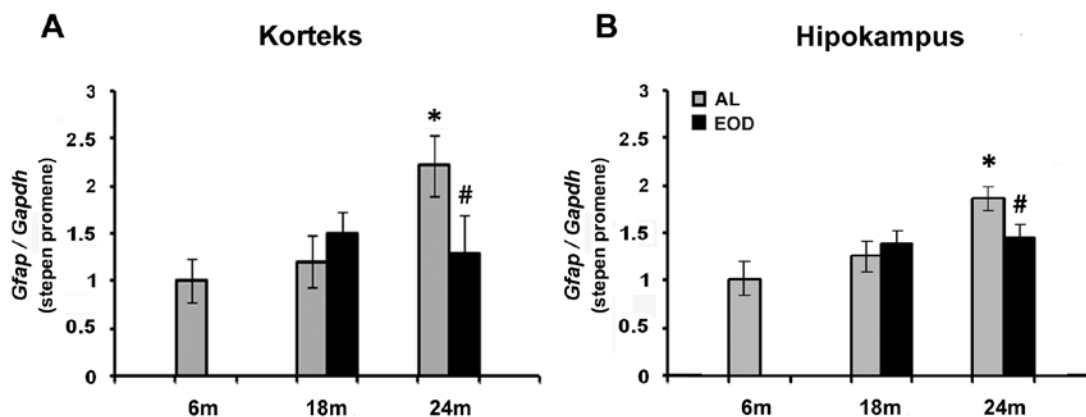 A
Korteks
Gfap / Gapdh
(stepen promene)
3
2.5
2
1.5
1
0.5
0
*
#
6m
18m
24m
B
Hipokampus
AL
EOD
Gfap / Gapdh
(stepen promene)
3
2.5
2
1.5
1
0.5
0
*
#
6m
18m
24m